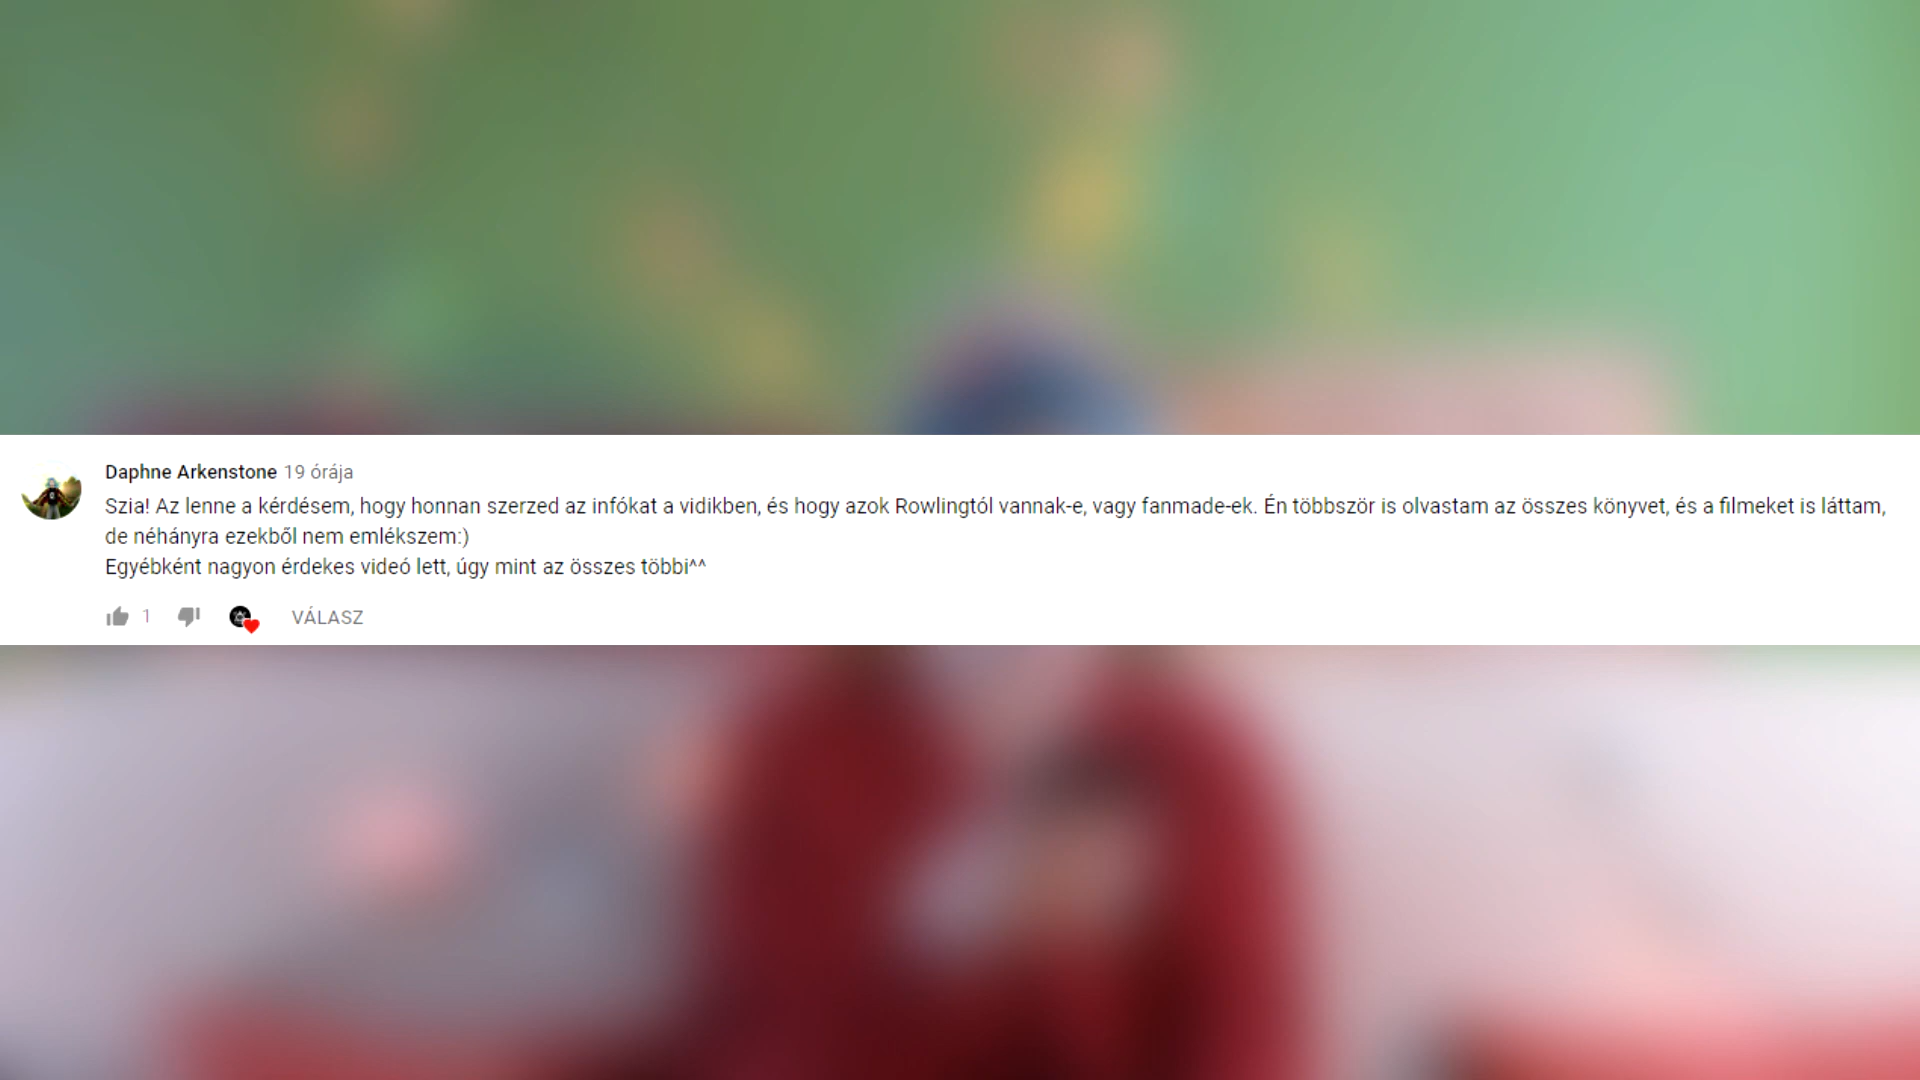 Daphne Arkenstone 19 órája
Szia! Az lenne a kérdésem, hogy honnan szerzed az infókat a vidikben, és hogy azok Rowlingtól vannak-e, vagy fanmade-ek. Én többször is olvastam az összes könyvet, és a filmeket is láttam,
de néhányra ezekből nem emlékszem:)
Egyébként nagyon érdekes videó lett, úgy mint az összes többi^^
1 VÁLASZ